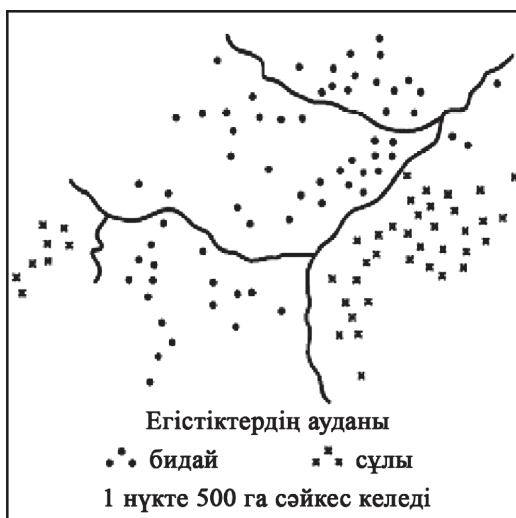 Егістіктердің ауданы
бидай сұлы
1 нүкте 500 га сәйкес келеді